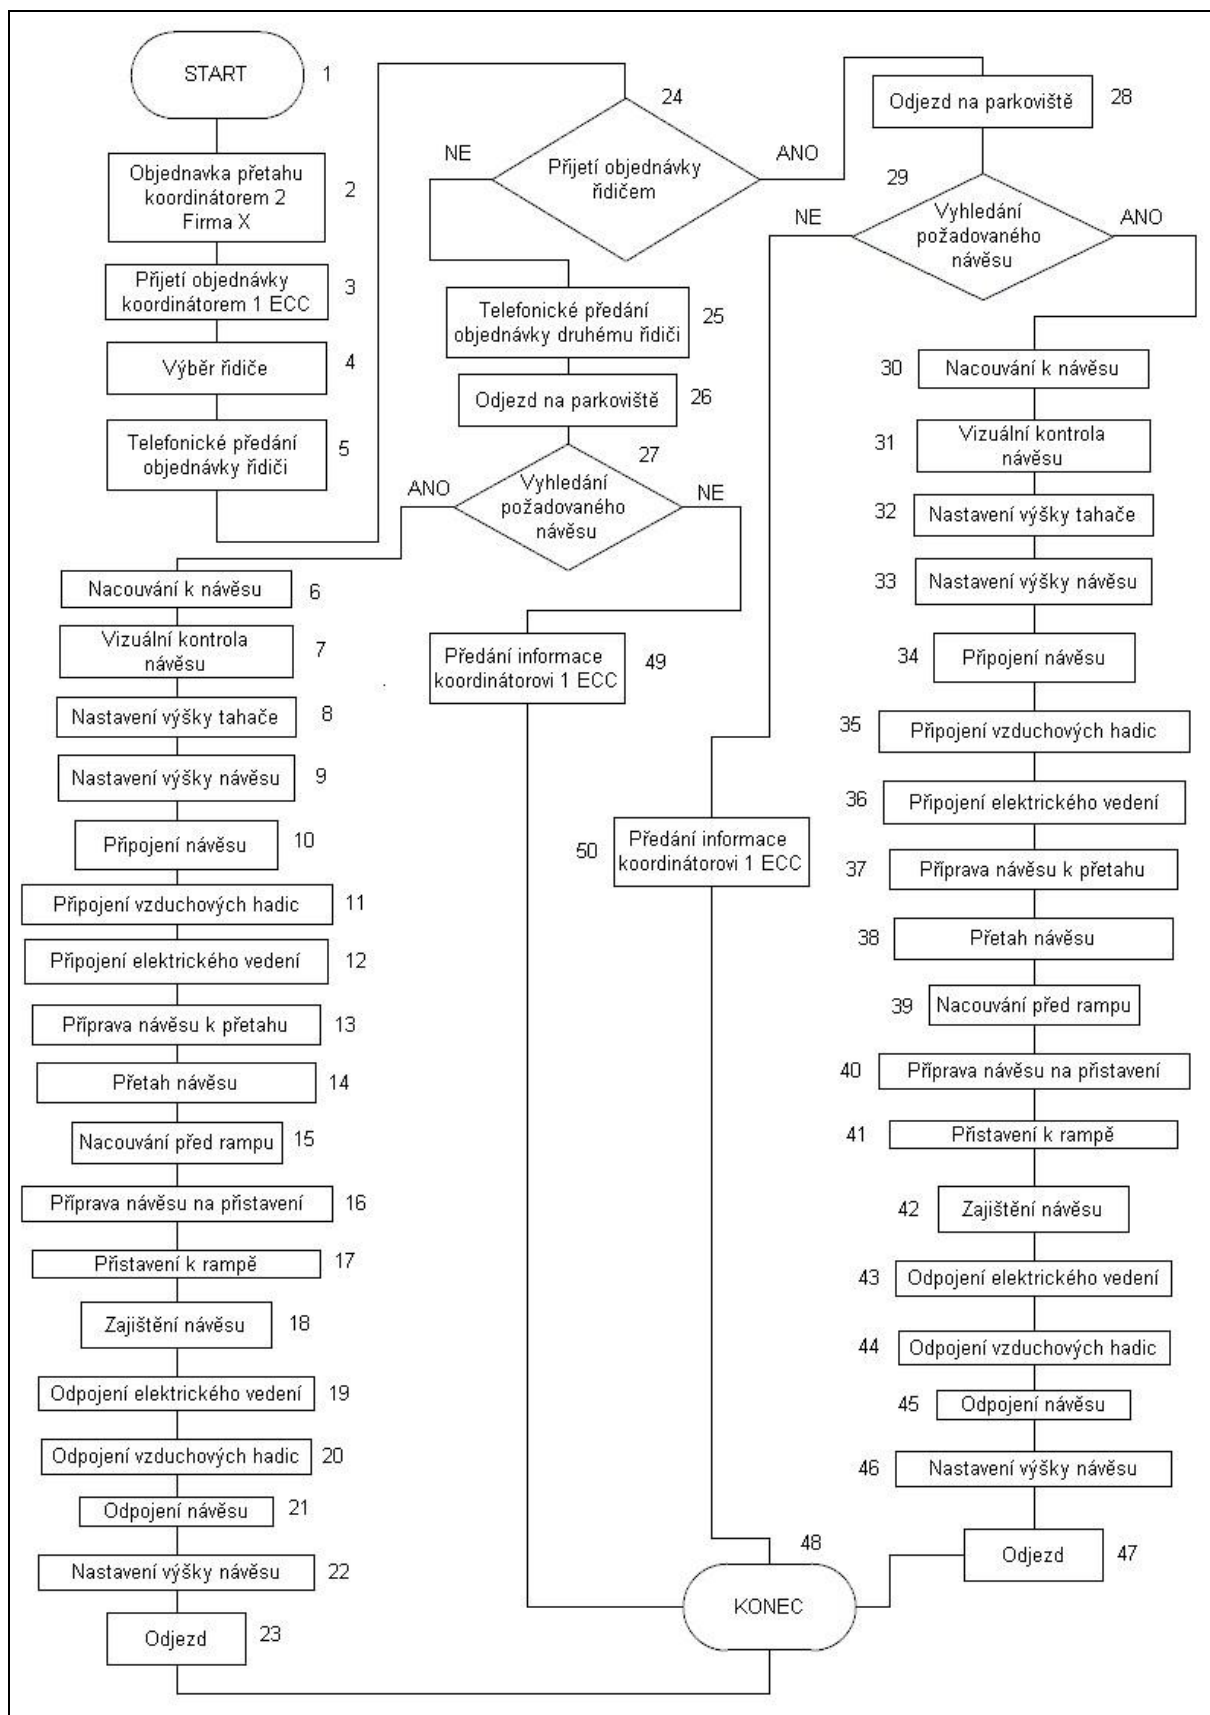 START
1
Objednavka přetahu
koordinátorem 2
Firma X
2
Přijetí objednávky
koordinátorem 1 ECC
3
Výběr řidiče
4
Telefonické předání
objednávky řidiči
5
24
Přijetí objednávky
řidičem
NE
ANO
Telefonické předání
objednávky druhému řidiči
25
Odjezd na parkoviště
26
27
Vyhledání
požadovaného
návěsu
ANO
NE
Nacouvání k návěsu
6
Vizuální kontrola
návěsu
7
Nastavení výšky tahače
8
Nastavení výšky návěsu
9
Připojení návěsu
10
Připojení vzduchových hadic
11
Připojení elektrického vedení
12
Příprava návěsu k přetahu
13
Přetah návěsu
14
Nacouvání před rampu
15
Příprava návěsu na přistavení
16
Přistavení k rampě
17
Zajištění návěsu
18
Odpojení elektrického vedení
19
Odpojení vzduchových hadic
20
Odpojení návěsu
21
Nastavení výšky návěsu
22
Odjezd
23
Předání informace
koordinátorovi 1 ECC
49
Odjezd na parkoviště
28
29
Vyhledání
požadovaného
návěsu
NE
ANO
50
Předání informace
koordinátorovi 1 ECC
30
Nacouvání k návěsu
31
Vizuální kontrola
návěsu
32
Nastavení výšky tahače
33
Nastavení výšky návěsu
34
Připojení návěsu
35
Připojení vzduchových hadic
36
Připojení elektrického vedení
37
Příprava návěsu k přetahu
38
Přetah návěsu
39
Nacouvání před rampu
40
Příprava návěsu na přistavení
41
Přistavení k rampě
42
Zajištění návěsu
43
Odpojení elektrického vedení
44
Odpojení vzduchových hadic
45
Odpojení návěsu
46
Nastavení výšky návěsu
Odjezd
47
48
KONEC